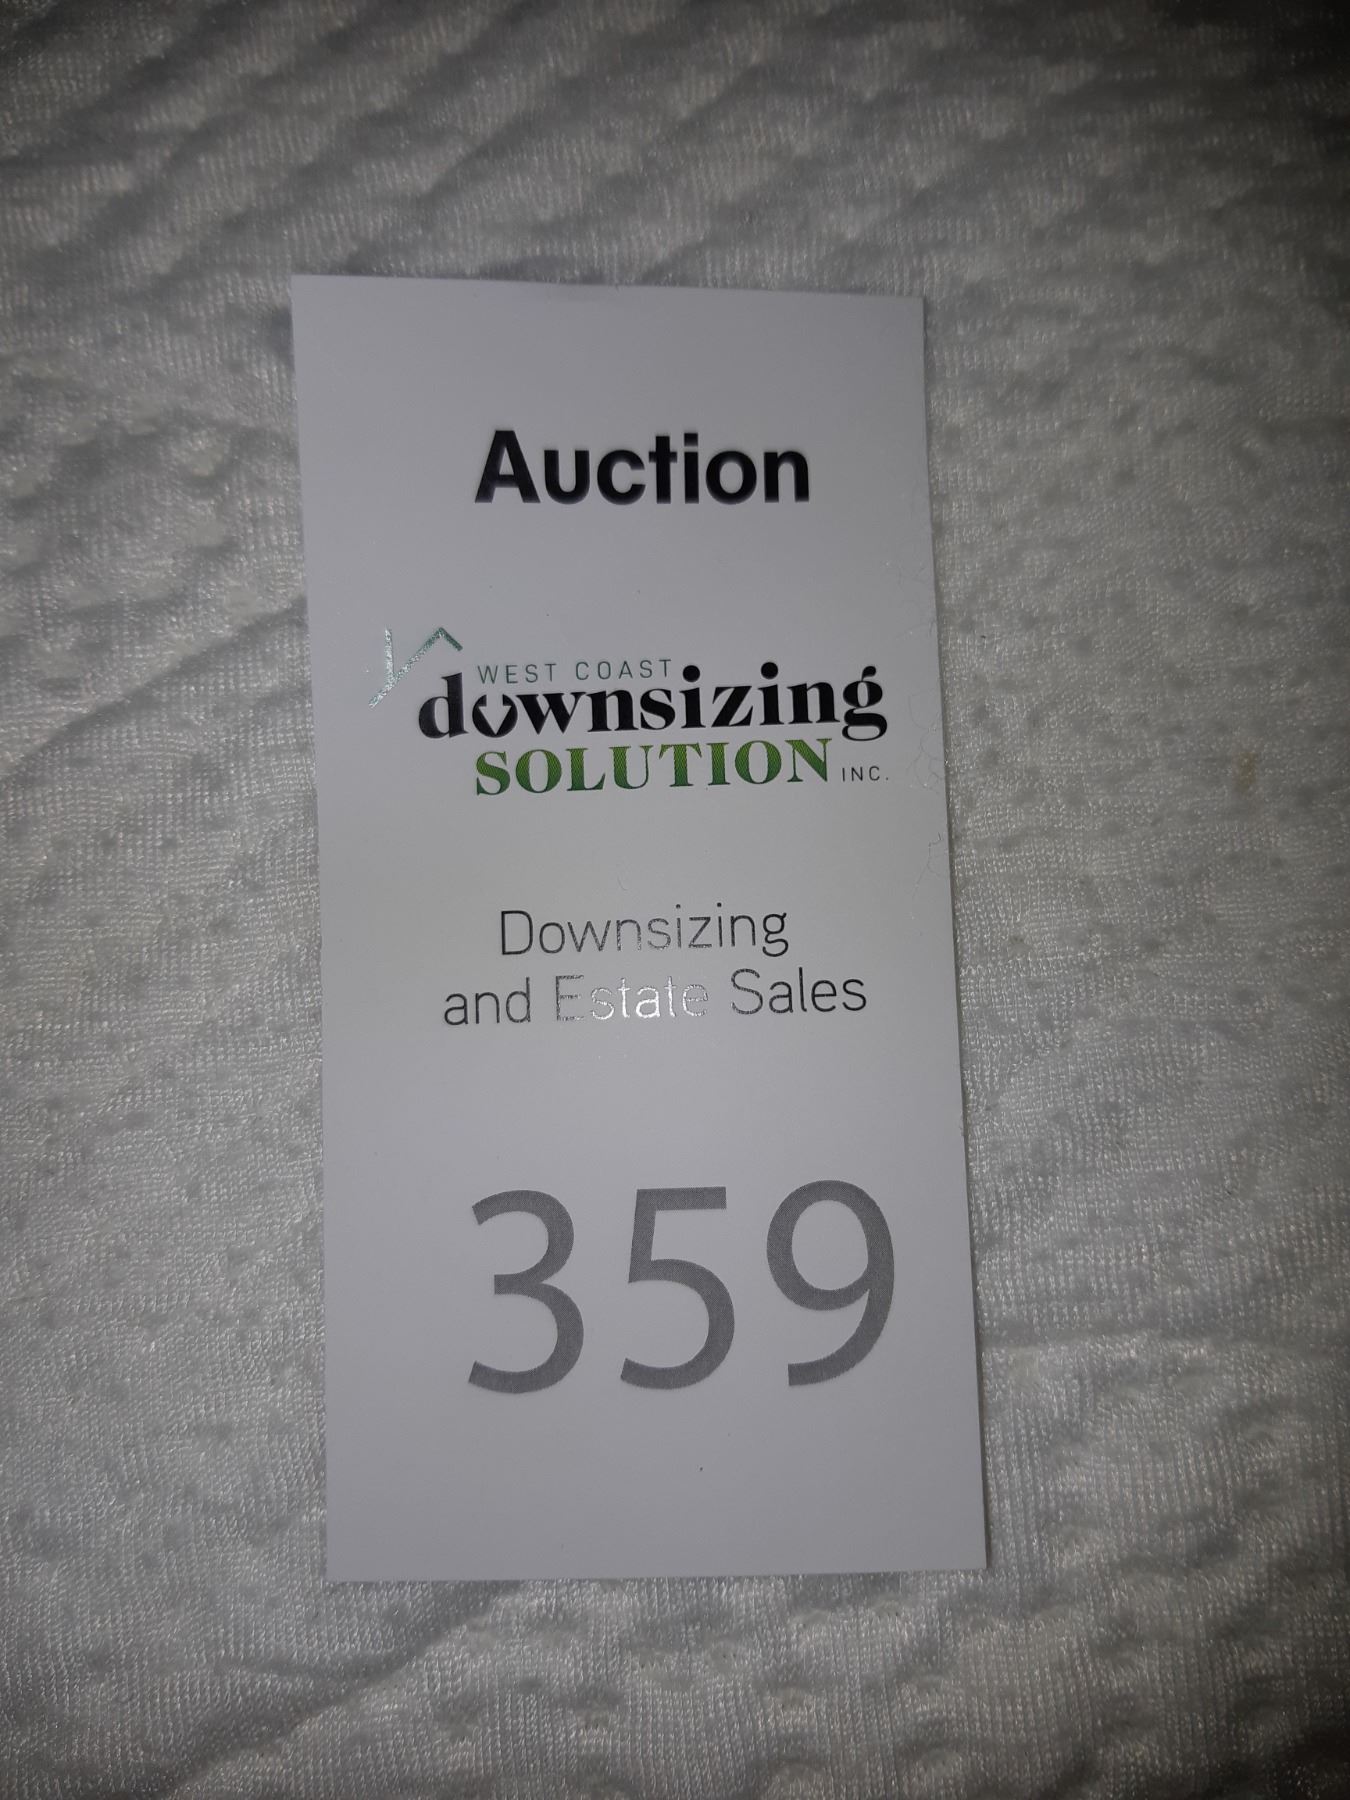 Auction
WEST COAST
downsizing
SOLUTION INC.
Downsizing
and Estate Sales
359